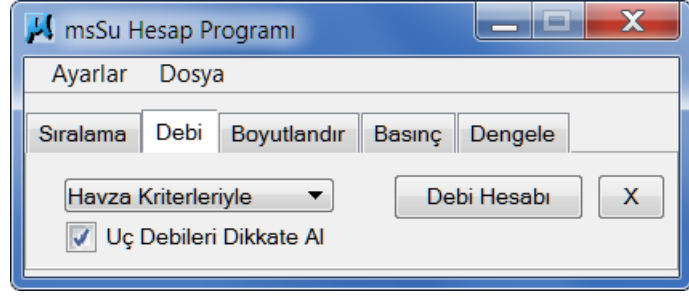 msSu Hesap Programı
X
Ayarlar Dosya
Sıralama Debi Boyutlandır Basınç Dengele
Havza Kriterleriyle Debi Hesabı X
Uç Debileri Dikkate Al